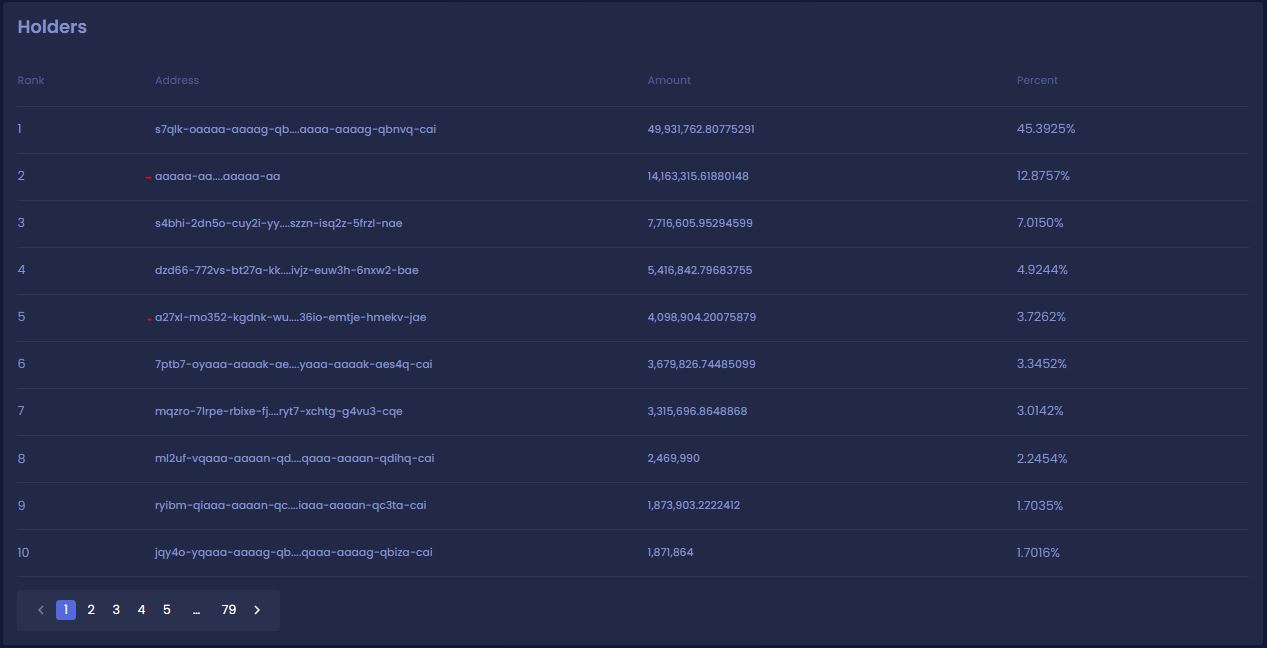 Holders
Rank Address Amount Percent
1 s7qlk-oaaaa-aaaag-qb....aaaa-aaaag-qbnvq-cai 49,931,762.80775291 45.3925%
2 aaaaa-aa....aaaaa-aa 14,163,315.61880148 12.8757%
3 s4bhi-2dn5o-cuy2i-yy....szzn-isq2z-5frzl-nae 7,716,605.95294599 7.0150%
4 dzd66-772vs-bt27a-kk....ivjz-euw3h-6nxw2-bae 5,416,842.79683755 4.9244%
5 a27xl-mo352-kgdnk-wu....36io-emtje-hmekv-jae 4,098,904.20075879 3.7262%
6 7ptb7-oyaaa-aaaak-ae....yaaa-aaaak-aes4q-cai 3,679,826.74485099 3.3452%
7 mqzro-7lrpe-rbixe-fj....ryt7-xchtg-g4vu3-cqe 3,315,696.8648868 3.0142%
8 ml2uf-vqaaa-aaaan-qd....qaaa-aaaan-qdihq-cai 2,469,990 2.2454%
9 ryibm-qiaaa-aaaan-qc....iaaa-aaaan-qc3ta-cai 1,873,903.2222412 1.7035%
10 jqy4o-yqaaa-aaaag-qb....qaaa-aaaag-qbiza-cai 1,871,864 1.7016%
< 1 2 3 4 5 ... 79 >